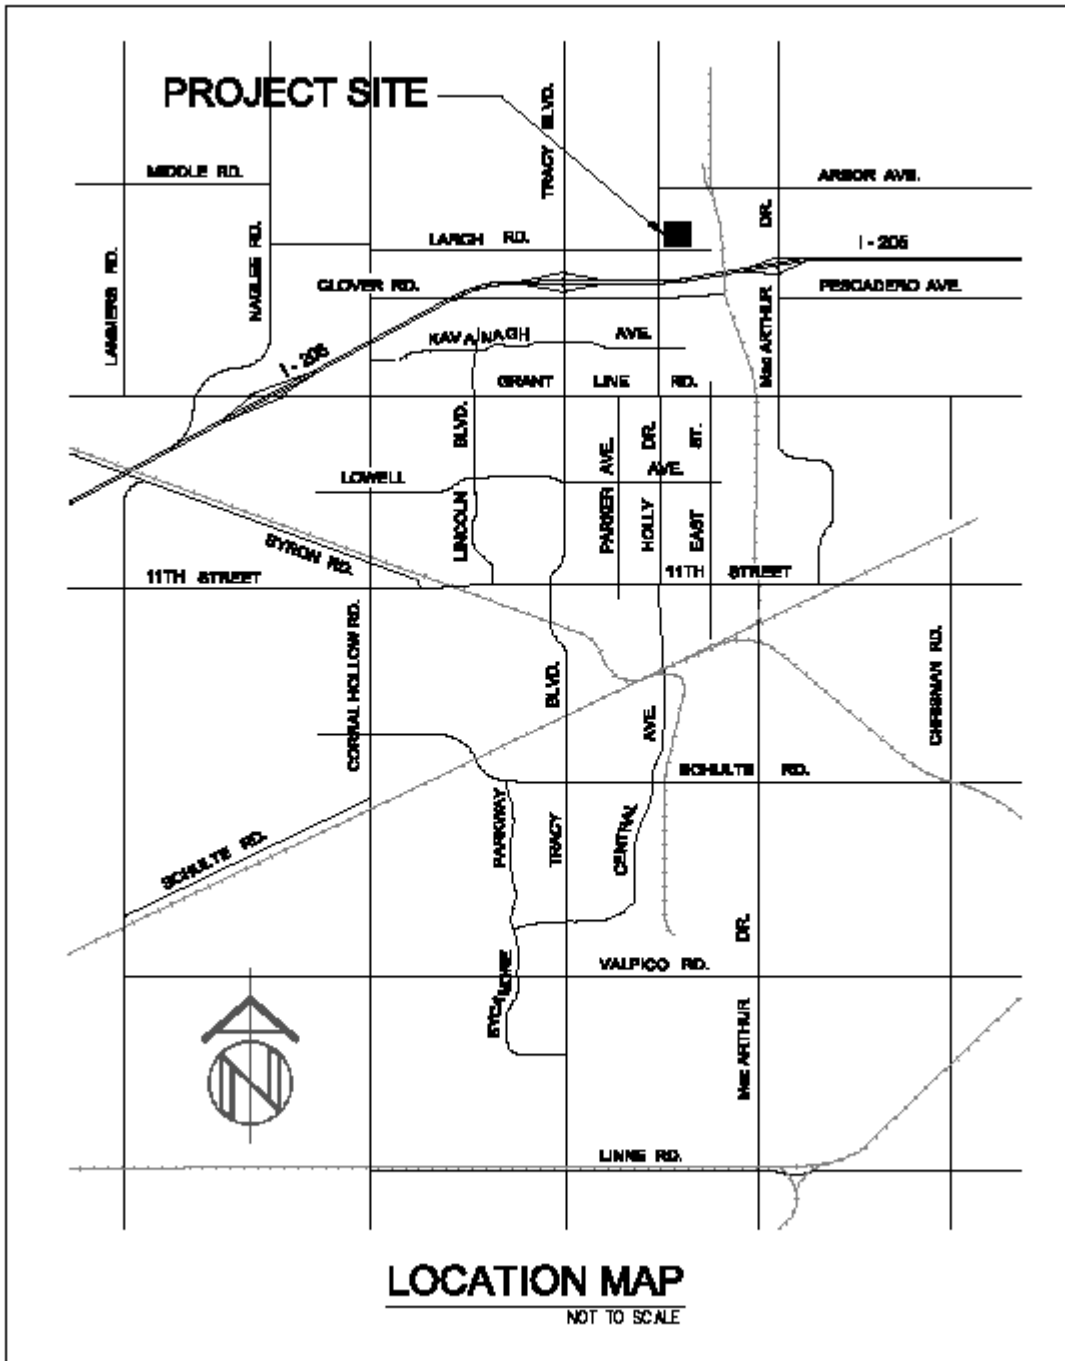 PROJECT SITE
TRACY BLVD.
MIDDLE RD.
ARBOR AVE.
LAMMERS RD.
NAGLEE RD.
LARCH RD.
Mac ARTHUR DR.
I - 205
CLOVER RD.
PESCADERO AVE.
I - 205
KAVANAGH AVE.
GRANT LINE RD.
LOWELL AVE.
LINCOLN BLVD.
PARKER AVE.
HOLLY DR.
EAST ST.
BYRON RD.
11TH STREET
11TH STREET
CORRAL HOLLOW RD.
CHRISMAN RD.
TRACY BLVD.
CENTRAL AVE.
SCHULTE RD.
SCHULTE RD.
SYCAMORE PARKWAY
VALPICO RD.
Mac ARTHUR DR.
N
LINNE RD.
LOCATION MAP
NOT TO SCALE